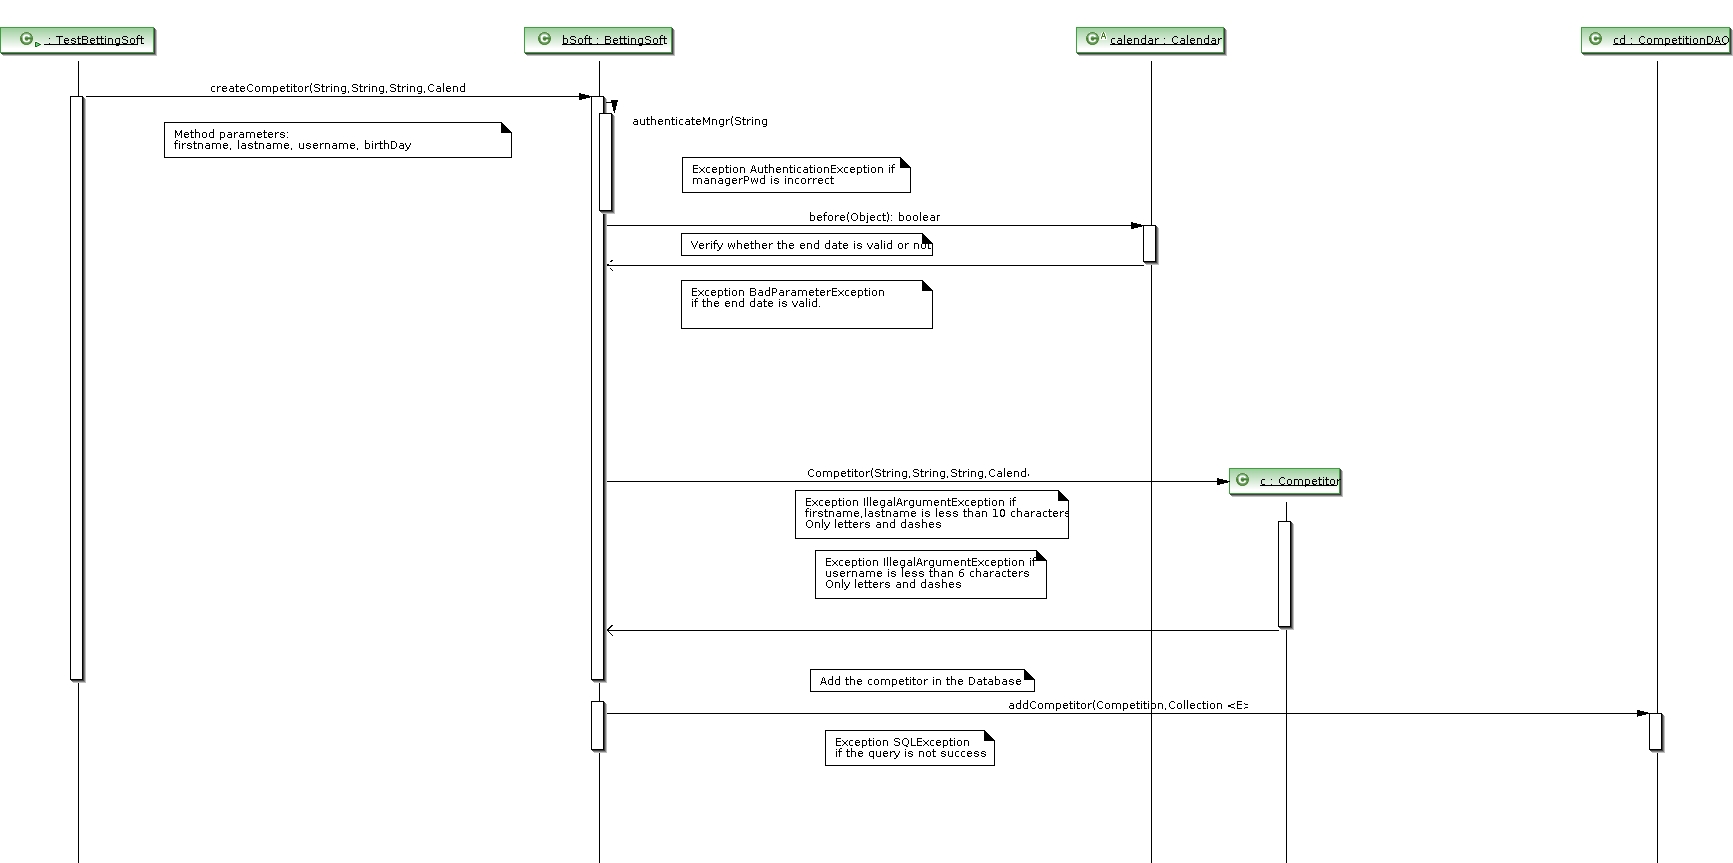 : TestBettingSoft
bSoft : BettingSoft
calendar : Calendar
cd : CompetitionDAO
createCompetitor(String,String,String,Calend
Method parameters:
firstname, lastname, username, birthDay
authenticateMngr(String
Exception AuthenticationException if
managerPwd is incorrect
before(Object): boolear
Verify whether the end date is valid or not
Exception BadParameterException
if the end date is valid.
Competitor(String,String,String,Calend
c : Competitor
Exception IllegalArgumentException if
firstname,lastname is less than 10 characters
Only letters and dashes
Exception IllegalArgumentException if
username is less than 6 characters
Only letters and dashes
Add the competitor in the Database
addCompetitor(Competition,Collection <E>
Exception SQLException
if the query is not success